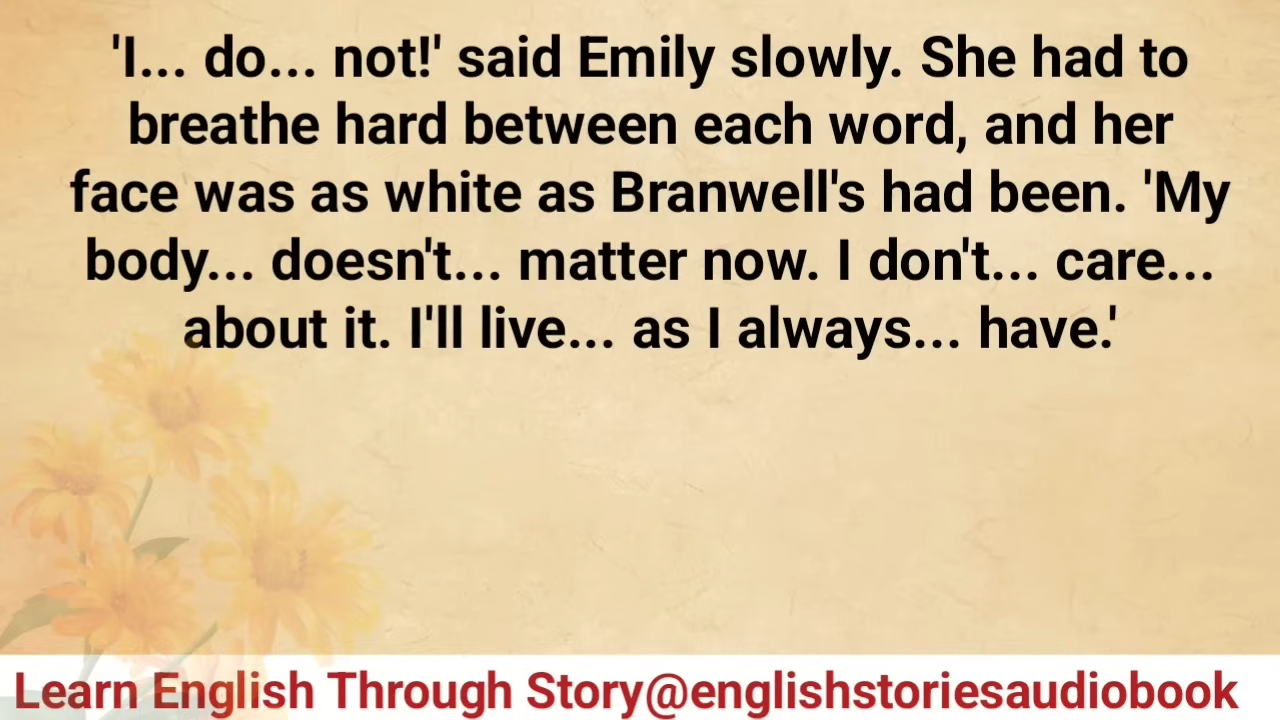 'I... do... not!' said Emily slowly. She had to
breathe hard between each word, and her
face was as white as Branwell's had been. 'My
body... doesn't... matter now. I don't... care...
about it. I'll live... as I always... have.'
Learn English Through Story@englishstoriesaudiobook